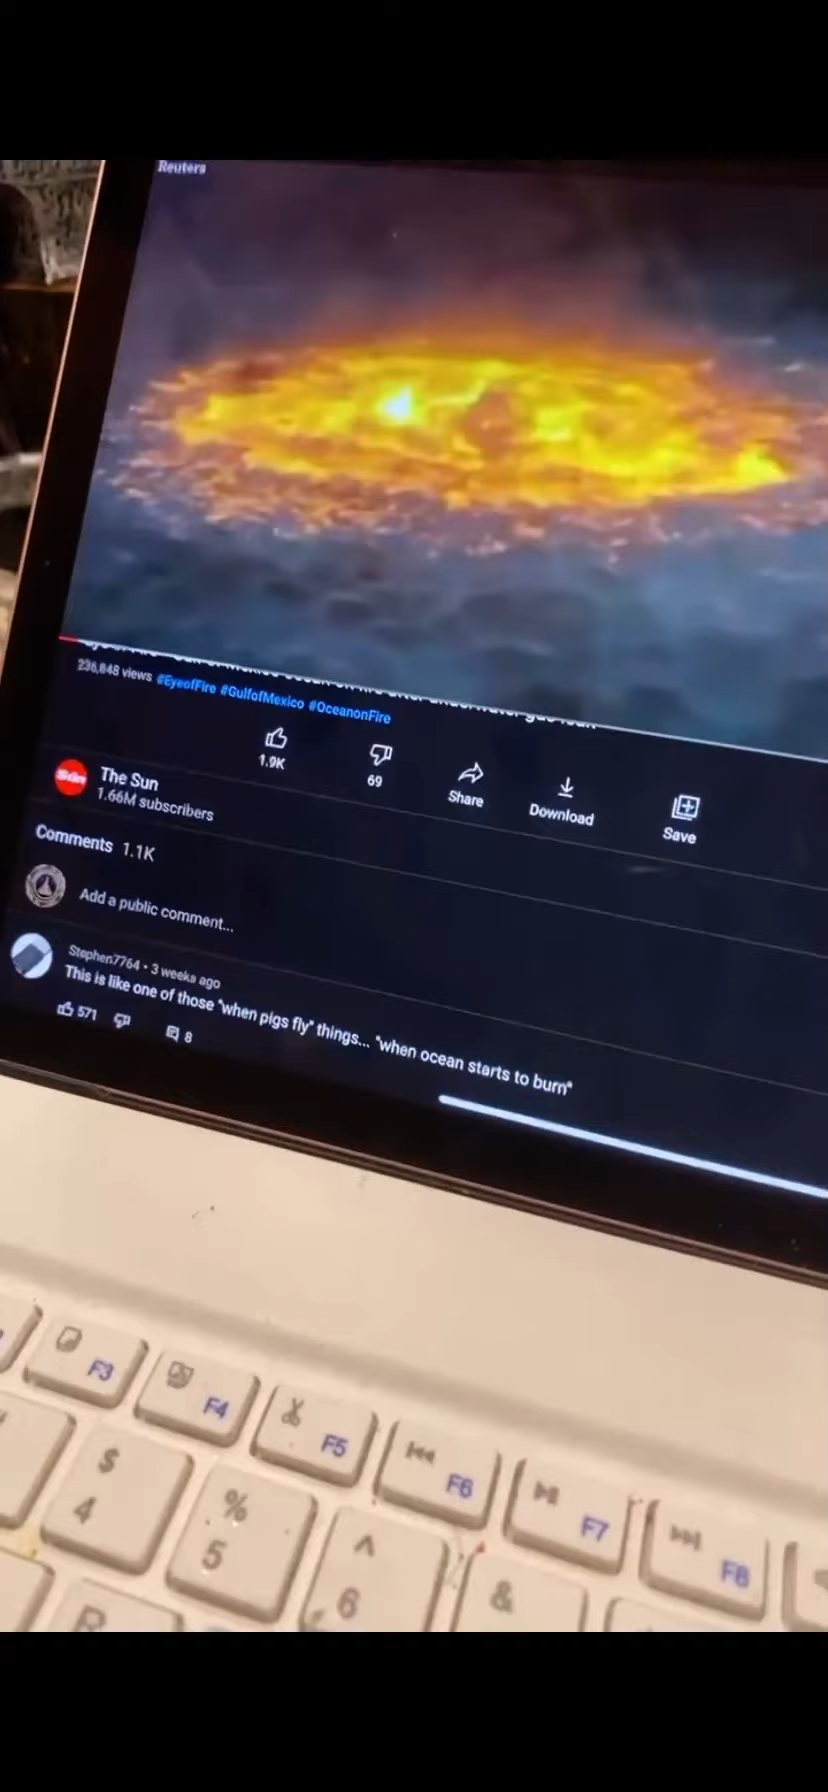 Reuters
236,848 views #EyeofFire #GulfofMexico #OceanonFire
1.9K
69
Share
Download
Save
Sun
The Sun
1.66M subscribers
Comments 1.1K
Add a public comment...
Stephen7764 • 3 weeks ago
This is like one of those "when pigs fly" things... "when ocean starts to burn"
571
8
F3
F4
F5
F6
F7
F8
$
4
%
5
^
6
&
R